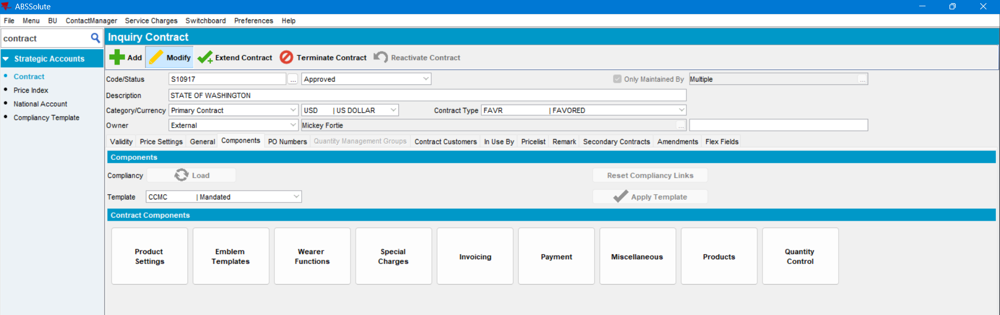 ABSSolute
File Menu BU ContactManager Service Charges Switchboard Preferences Help
contract
Inquiry Contract
Strategic Accounts
Contract
Price Index
National Account
Compliancy Template
Add Modify Extend Contract Terminate Contract Reactivate Contract
Code/Status S10917 ... Approved Only Maintained By Multiple ...
Description STATE OF WASHINGTON
Category/Currency Primary Contract USD | US DOLLAR Contract Type FAVR | FAVORED
Owner External Mickey Fortie ...
Validity Price Settings General Components PO Numbers Quantity Management Groups Contract Customers In Use By Pricelist Remark Secondary Contracts Amendments Flex Fields
Components
Compliancy Load Reset Compliancy Links
Template CCMC | Mandated Apply Template
Contract Components
Product
Settings
Emblem
Templates
Wearer
Functions
Special
Charges
Invoicing
Payment
Miscellaneous
Products
Quantity
Control